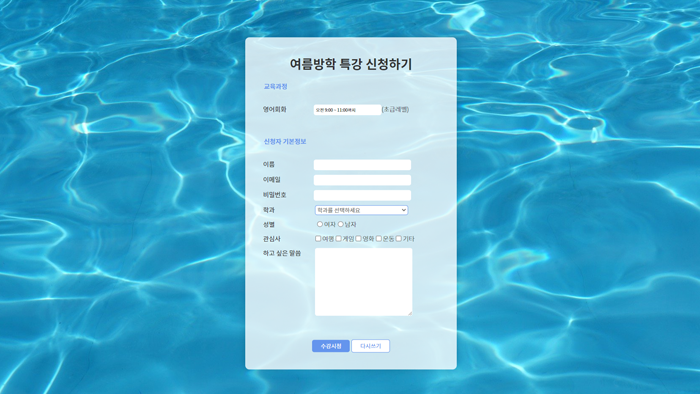 여름방학 특강 신청하기
교육과정
영어회화 오전 9:00 ~ 11:00 (초급레벨)
신청자 기본정보
이름
이메일
비밀번호
학과 학과를 선택하세요
성별 여자 남자
관심사 여행 게임 영화 운동 기타
하고 싶은 말씀
수강신청 다시쓰기